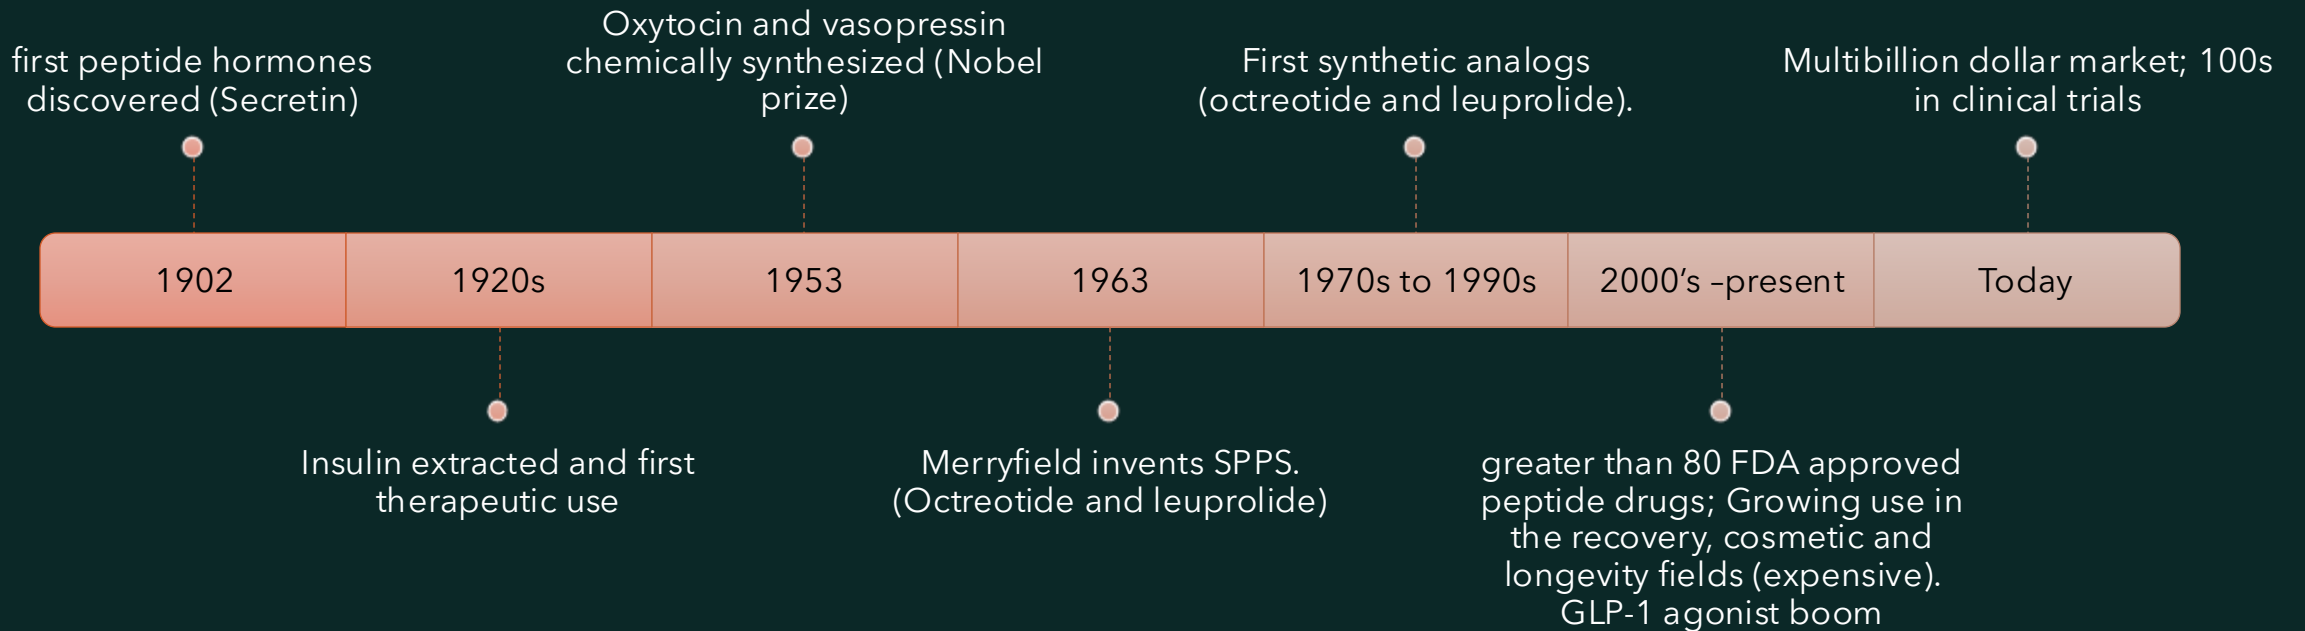 first peptide hormones
discovered (Secretin)
Oxytocin and vasopressin
chemically synthesized (Nobel
prize)
First synthetic analogs
(octreotide and leuprolide).
Multibillion dollar market; 100s
in clinical trials
1902
1920s
1953
1963
1970s to 1990s
2000’s –present
Today
Insulin extracted and first
therapeutic use
Merryfield invents SPPS.
(Octreotide and leuprolide)
greater than 80 FDA approved
peptide drugs; Growing use in
the recovery, cosmetic and
longevity fields (expensive).
GLP-1 agonist boom